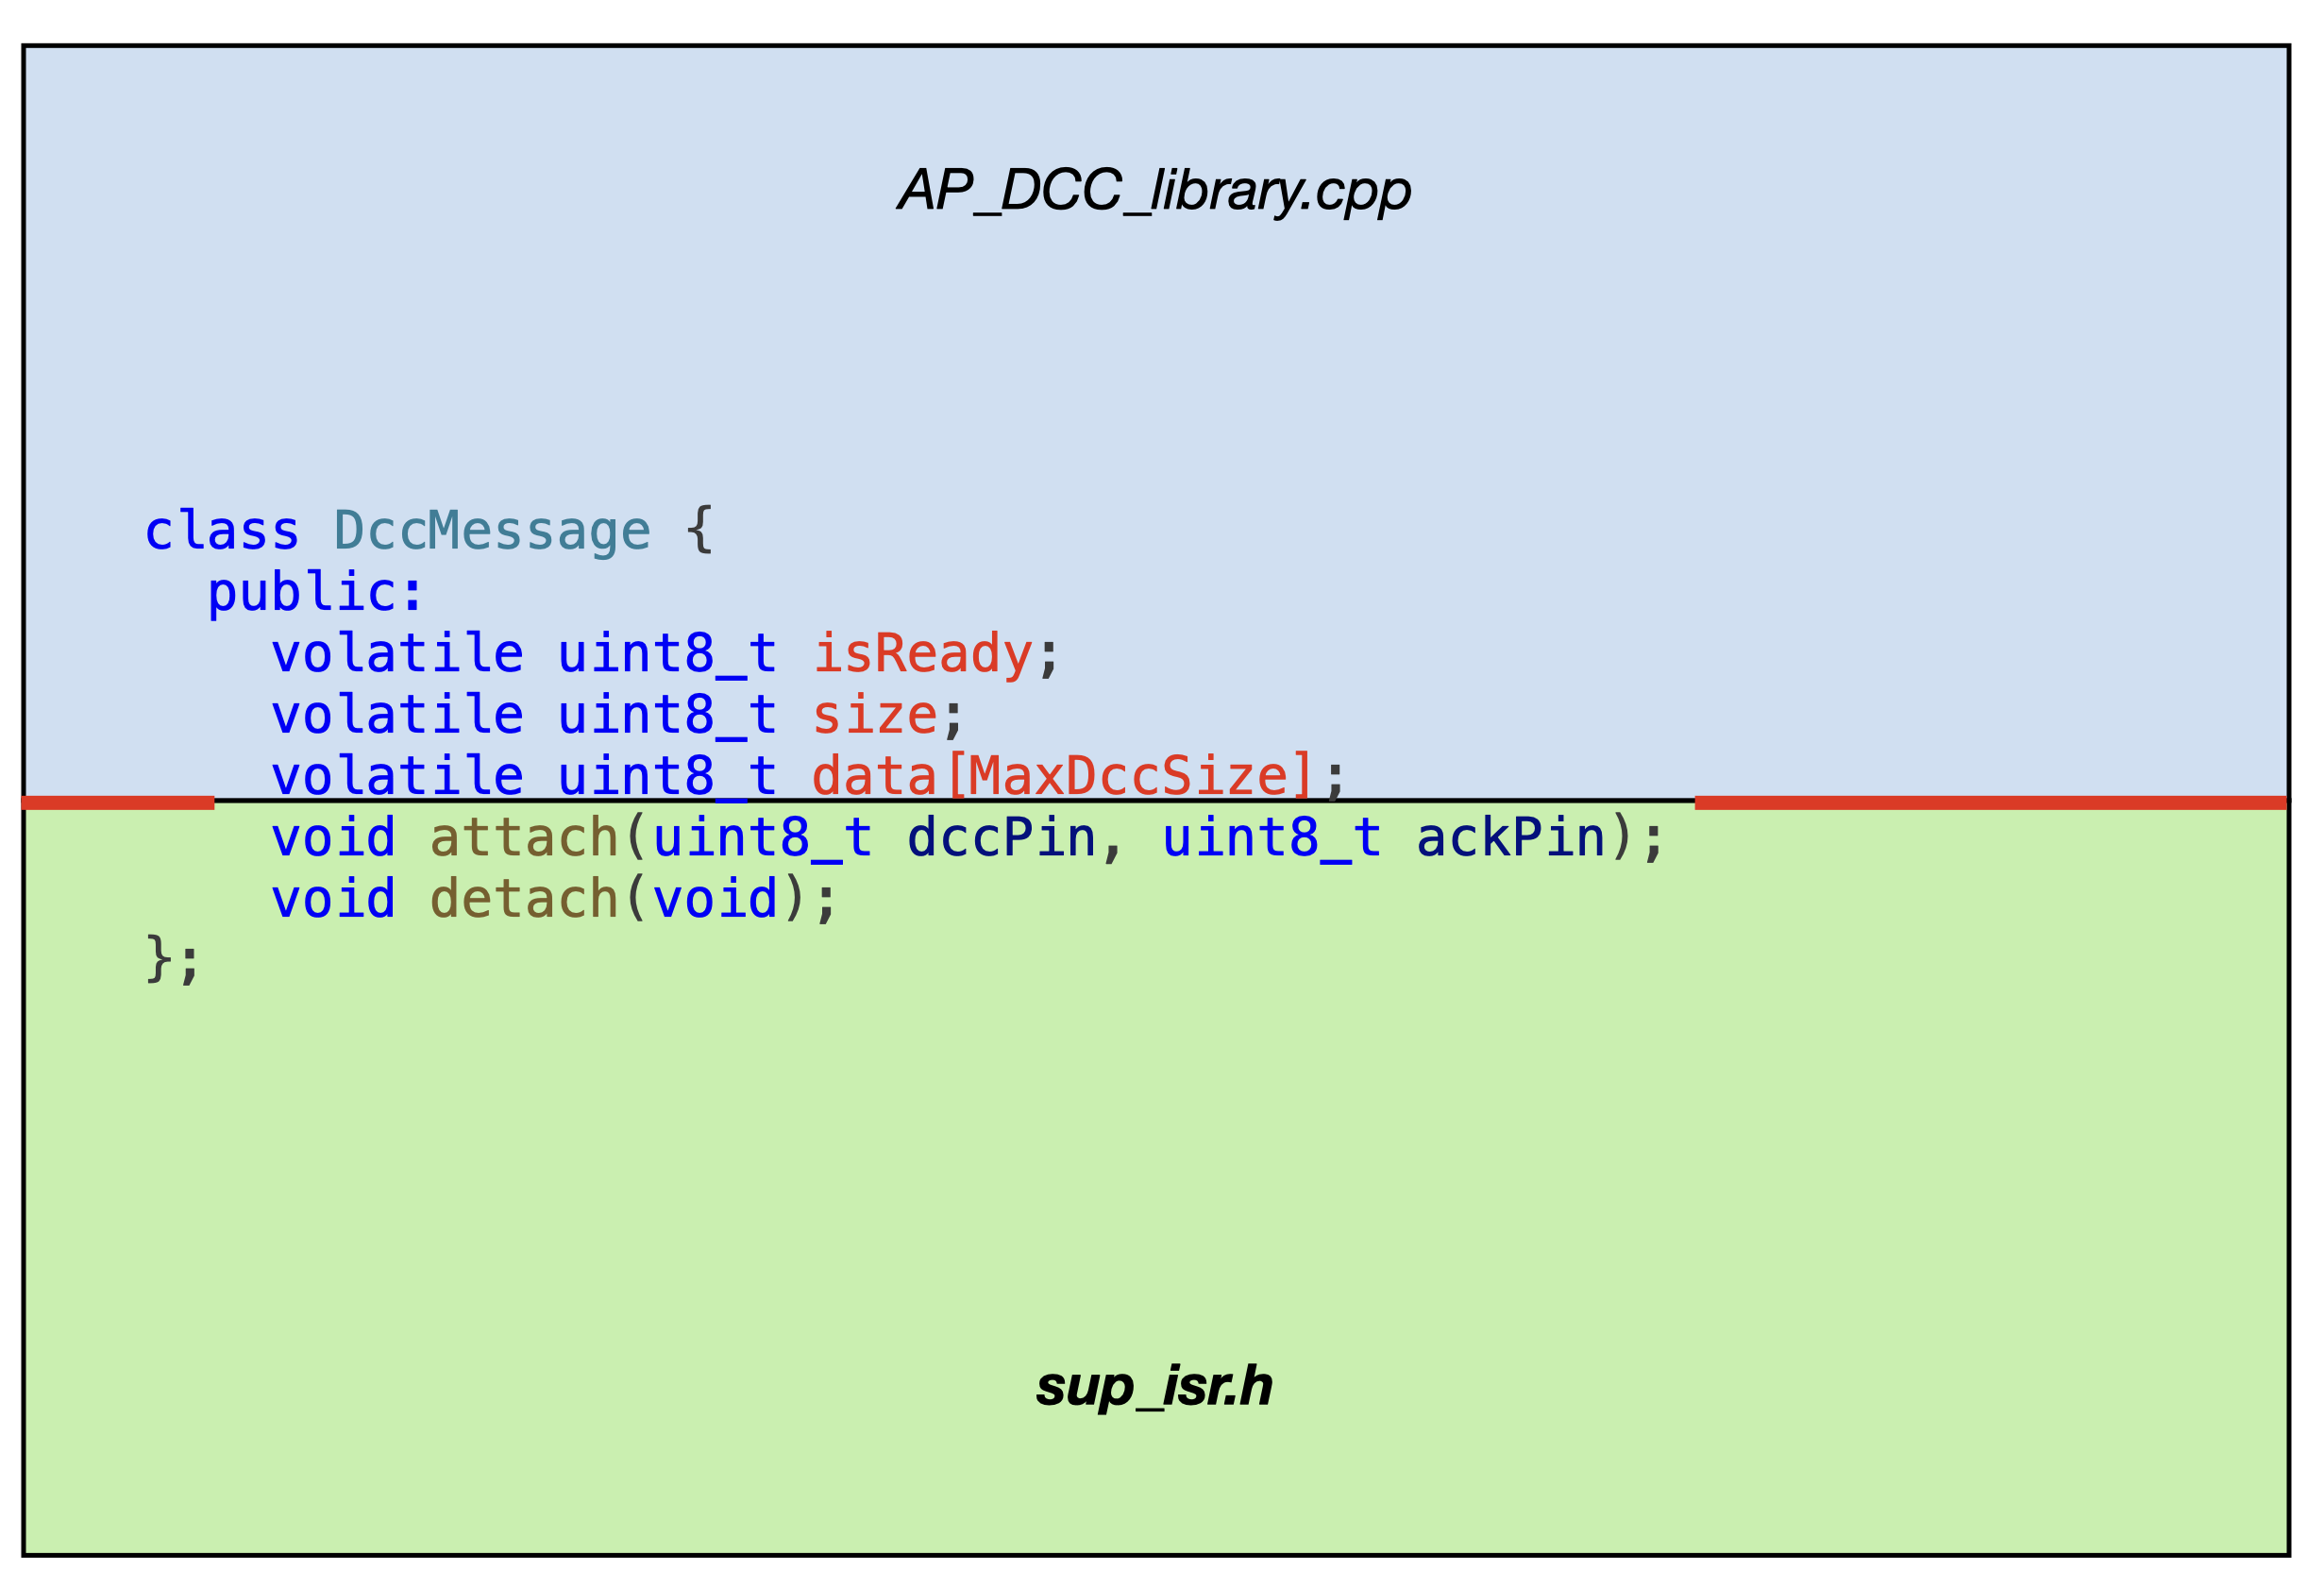 AP_DCC_library.cpp
class DccMessage {
  public:
    volatile uint8_t isReady;
    volatile uint8_t size;
    volatile uint8_t data[MaxDccSize];
    void attach(uint8_t dccPin, uint8_t ackPin);
    void detach(void);
};
sup_isr.h